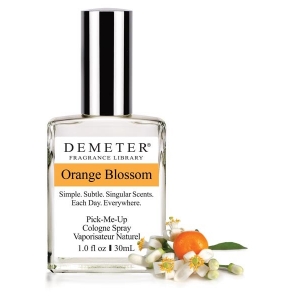 DEMETER®
FRAGRANCE LIBRARY
Orange Blossom
Simple. Subtle. Singular Scents.
Each Day. Everywhere.
Pick-Me-Up
Cologne Spray
Vaporisateur Naturel
1.0 fl oz | 30mL